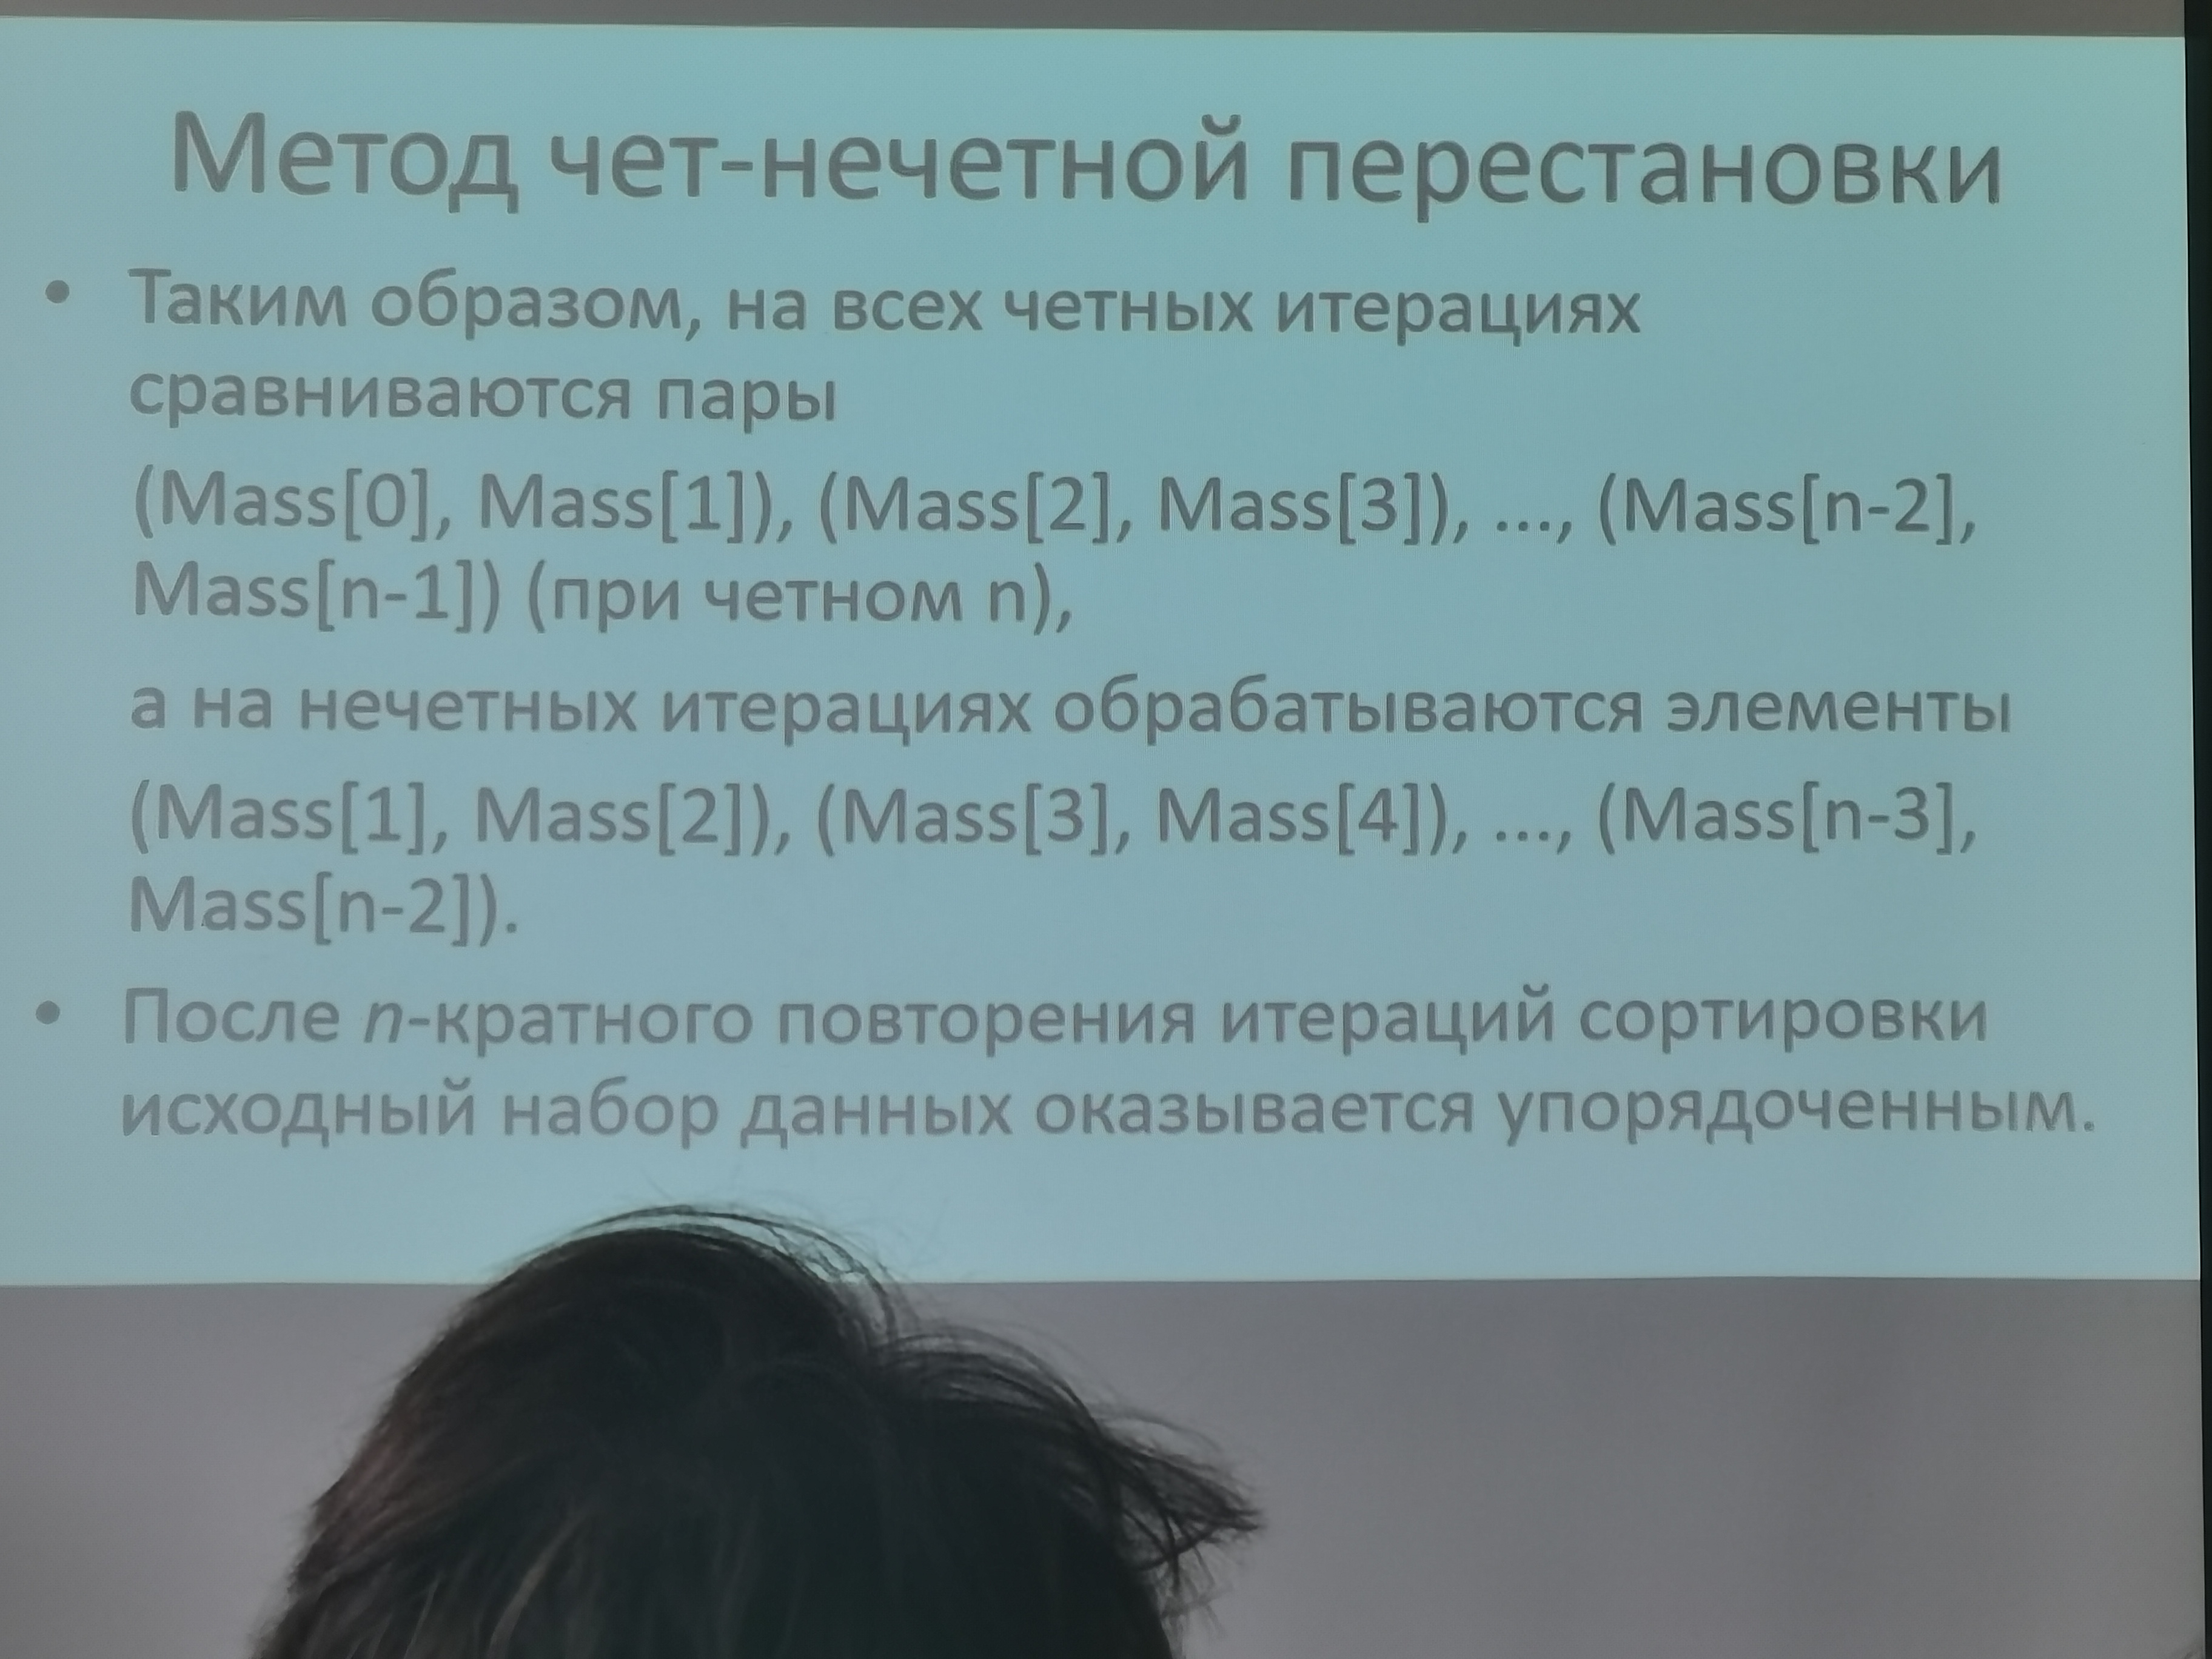 Метод чет-нечетной перестановки
• Таким образом, на всех четных итерациях
сравниваются пары
(Mass[0], Mass[1]), (Mass[2], Mass[3]), ..., (Mass[n-2],
Mass[n-1]) (при четном n),
а на нечетных итерациях обрабатываются элементы
(Mass[1], Mass[2]), (Mass[3], Mass[4]), ..., (Mass[n-3],
Mass[n-2]).
• После n-кратного повторения итераций сортировки
исходный набор данных оказывается упорядоченным.